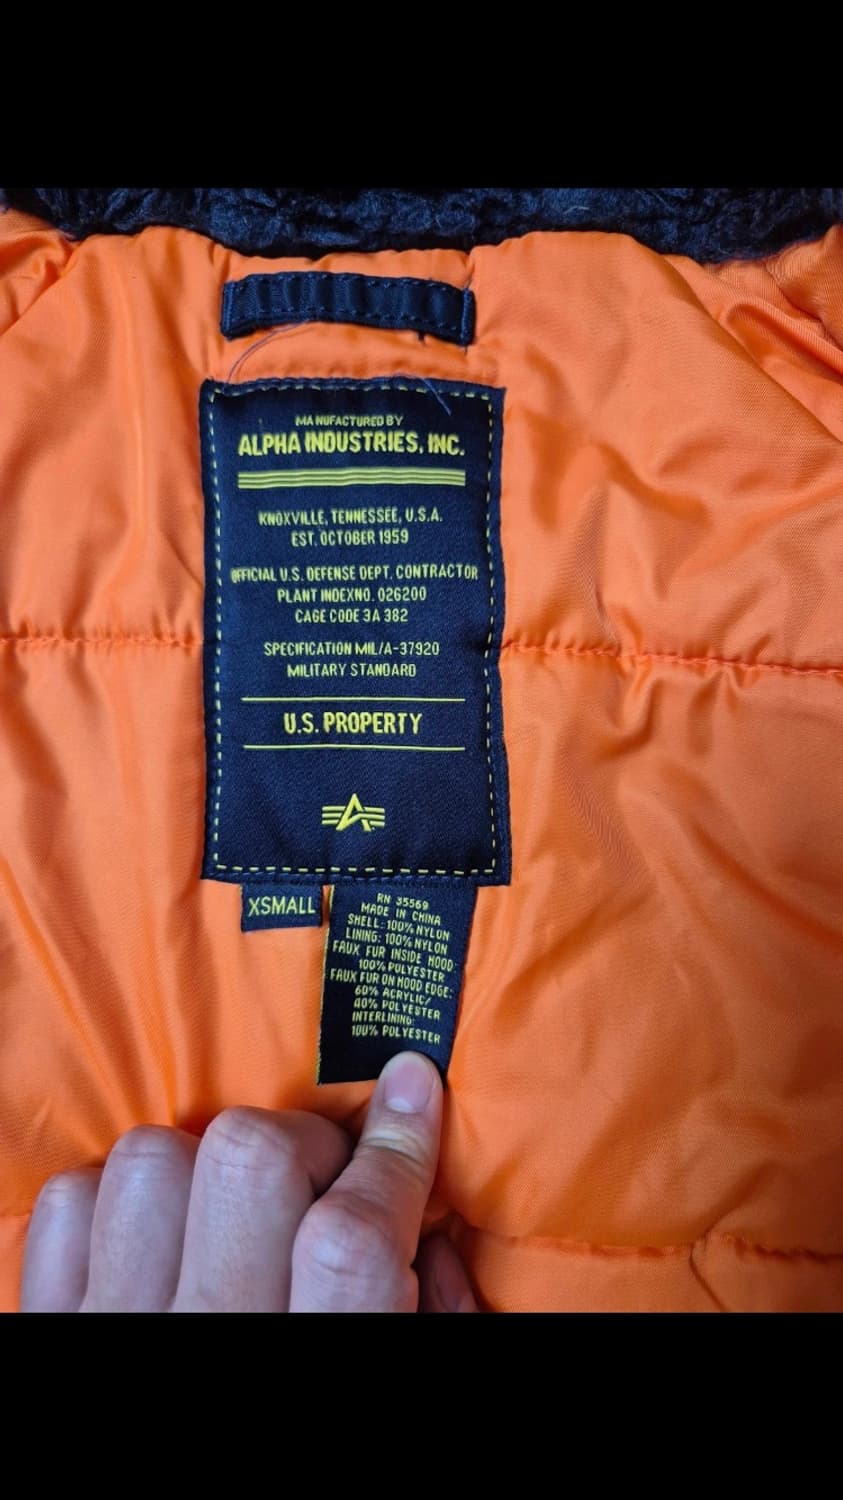 MANUFACTURED BY
ALPHA INDUSTRIES, INC.
KNOXVILLE, TENNESSEE, U.S.A.
EST. OCTOBER 1959
OFFICIAL U.S. DEFENSE DEPT. CONTRACTOR
PLANT INDEXNO. 026200
CAGE CODE 3A 382
SPECIFICATION MIL/A-37920
MILITARY STANDARD
U.S. PROPERTY
XSMALL
RN 35569
MADE IN CHINA
SHELL: 100% NYLON
LINING: 100% NYLON
FAUX FUR INSIDE HOOD:
100% POLYESTER
FAUX FUR ON HOOD EDGE:
60% ACRYLIC/
40% POLYESTER
INTERLINING:
100% POLYESTER